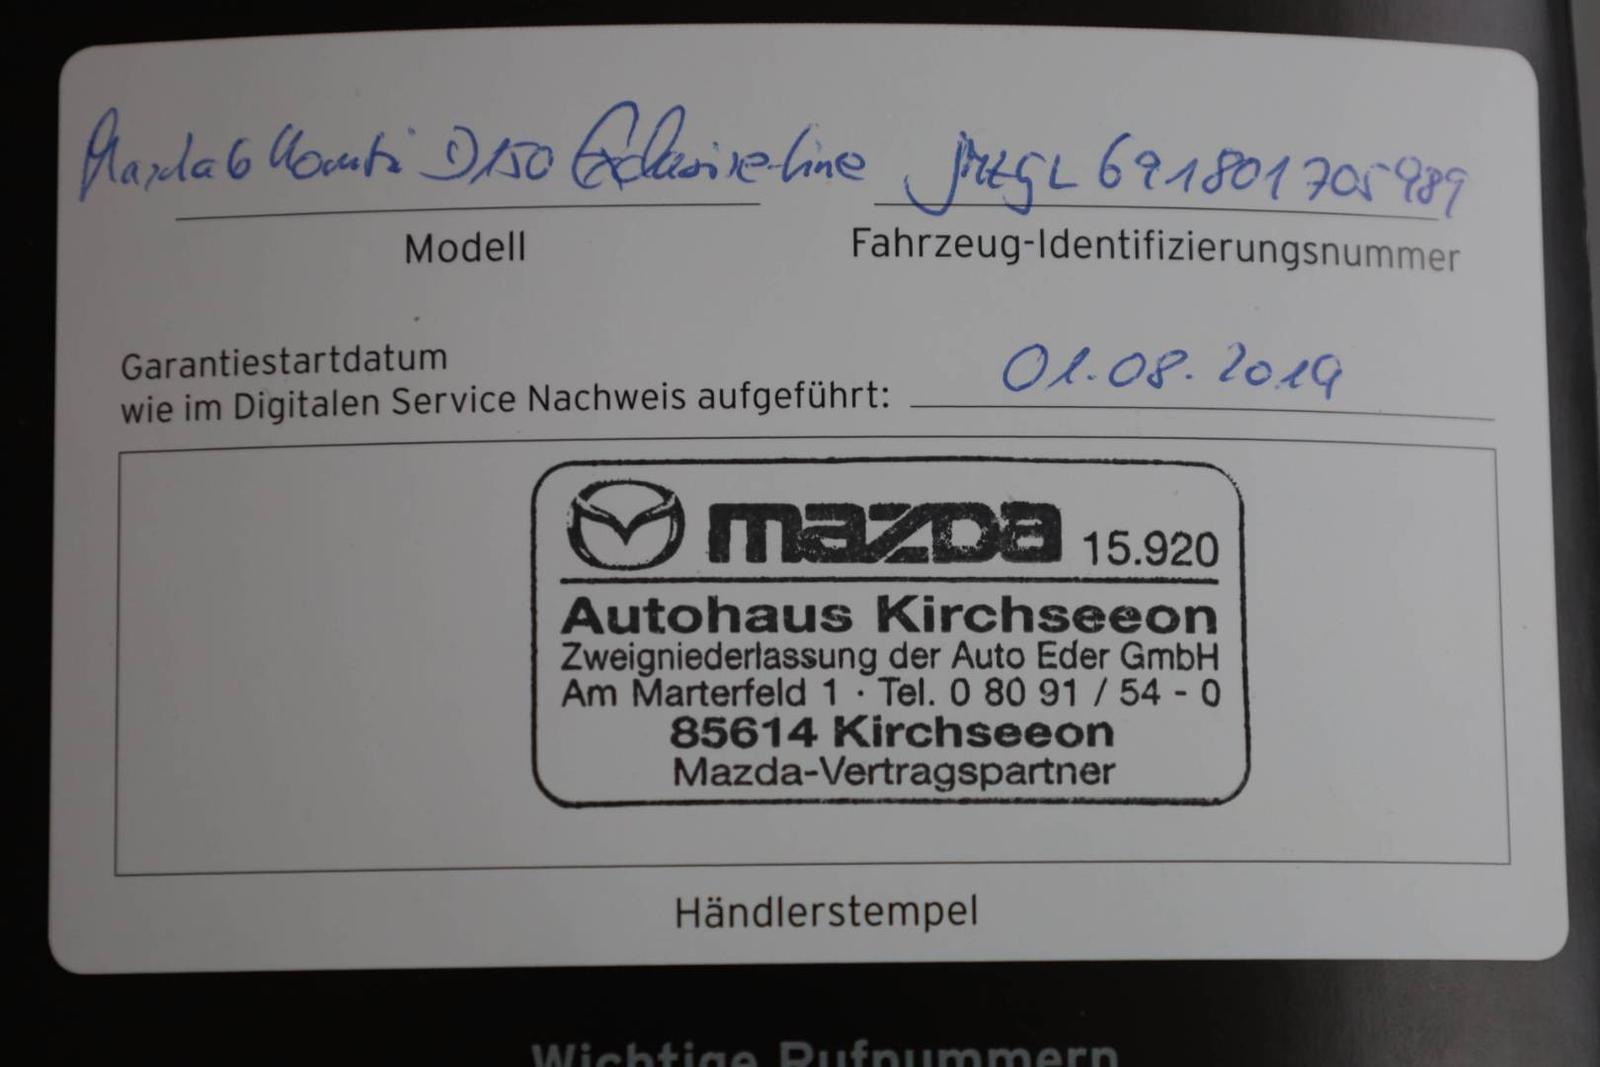 Mazda 6 Kombi D150 Exclusive-line JMZGL691801705989
Modell Fahrzeug-Identifizierungsnummer
Garantiestartdatum
wie im Digitalen Service Nachweis aufgeführt: 01.08.2019
mazda 15.920
Autohaus Kirchseeon
Zweigniederlassung der Auto Eder GmbH
Am Marterfeld 1 · Tel. 0 80 91 / 54 - 0
85614 Kirchseeon
Mazda-Vertragspartner
Händlerstempel
Wichtige Rufnummern